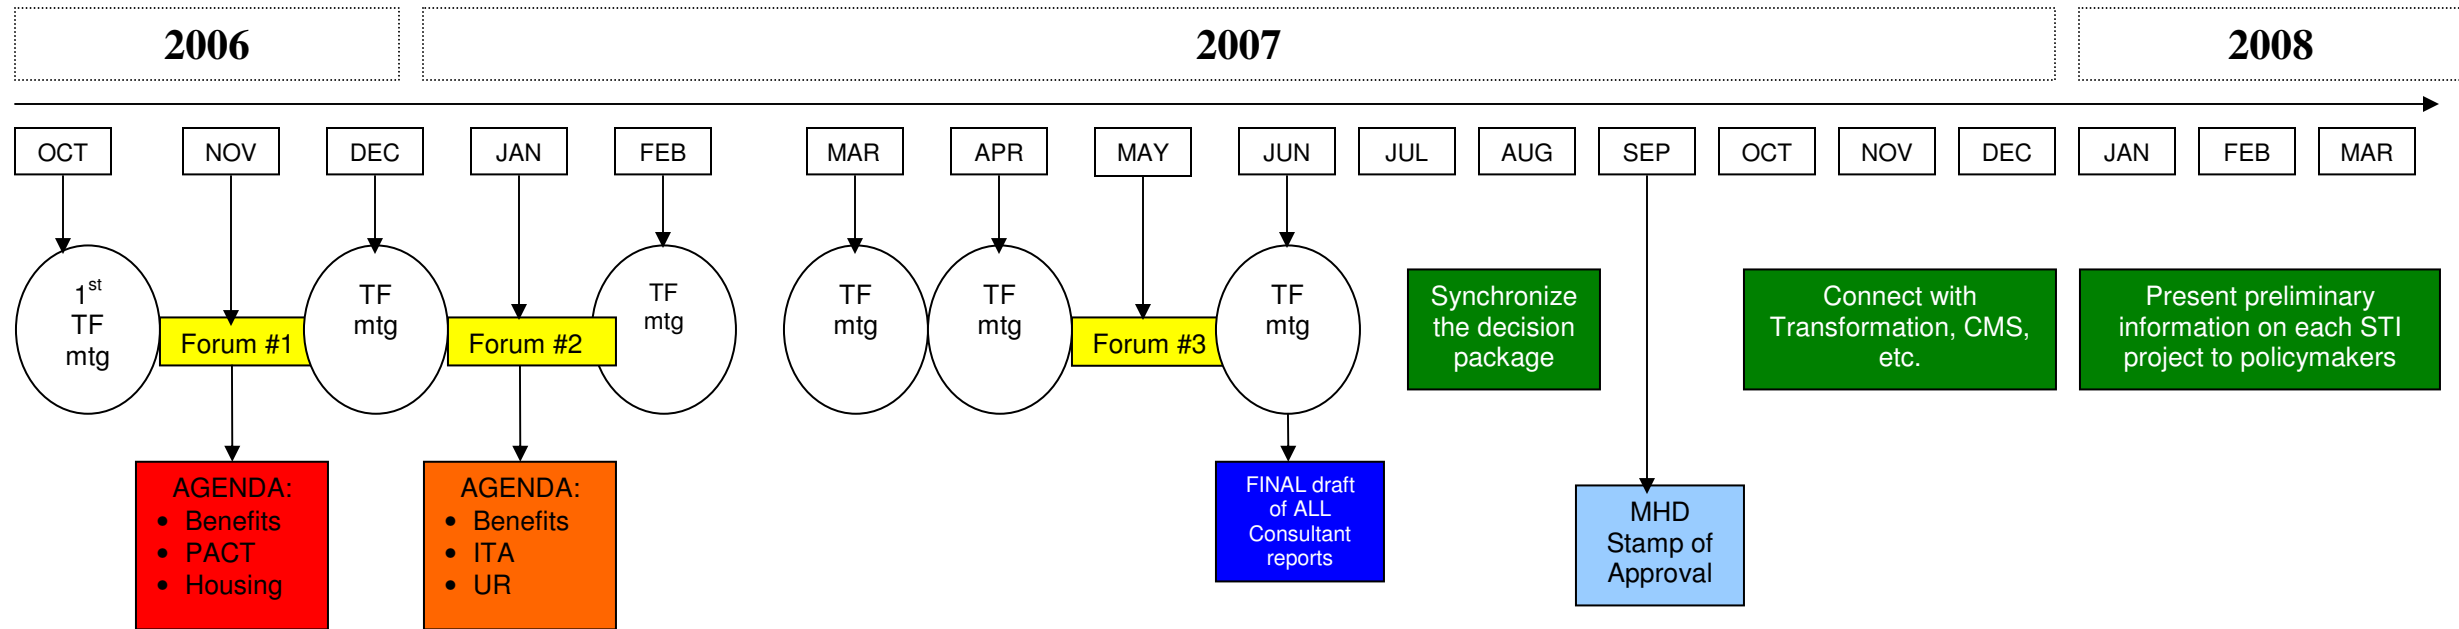 2006
2007
2008
OCT
NOV
DEC
JAN
FEB
MAR
APR
MAY
JUN
JUL
AUG
SEP
OCT
NOV
DEC
JAN
FEB
MAR
1st
TF
mtg
Forum #1
TF
mtg
Forum #2
TF
mtg
TF
mtg
TF
mtg
Forum #3
TF
mtg
Synchronize
the decision
package
Connect with
Transformation, CMS,
etc.
Present preliminary
information on each STI
project to policymakers
AGENDA:
• Benefits
• PACT
• Housing
AGENDA:
• Benefits
• ITA
• UR
FINAL draft
of ALL
Consultant
reports
MHD
Stamp of
Approval